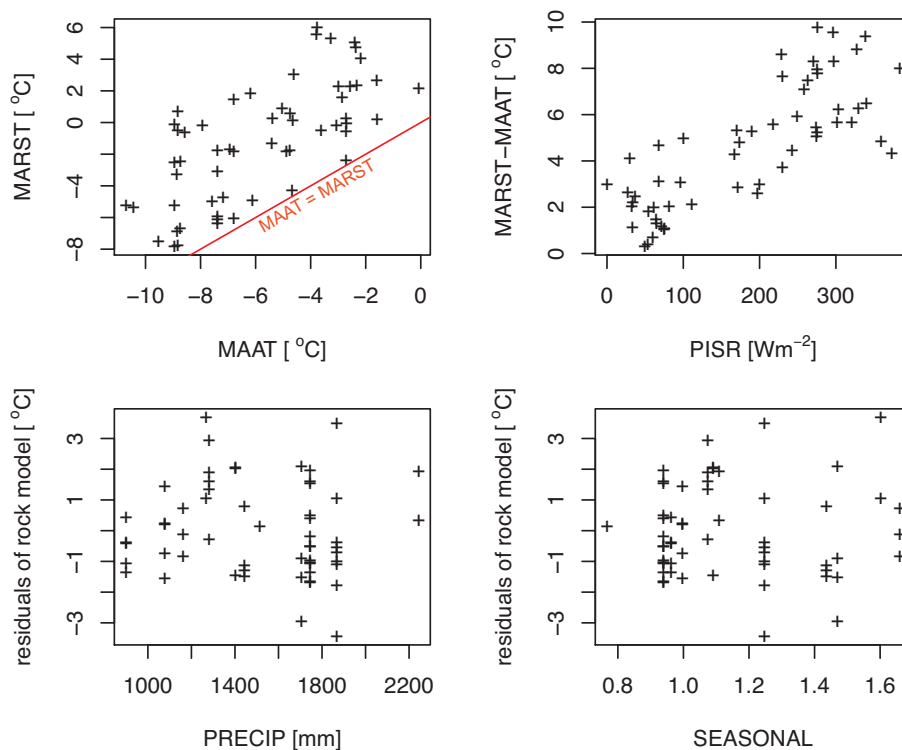 MARST [ °C]
6
4
2
0
−4
−8
MAAT = MARST
−10 −8 −6 −4 −2 0
MAAT [ °C]
MARST−MAAT [ °C]
10
8
6
4
2
0
0 100 200 300
PISR [Wm⁻²]
residuals of rock model [ °C]
3
1
−1
−3
1000 1400 1800 2200
PRECIP [mm]
residuals of rock model [ °C]
3
1
−1
−3
0.8 1.0 1.2 1.4 1.6
SEASONAL